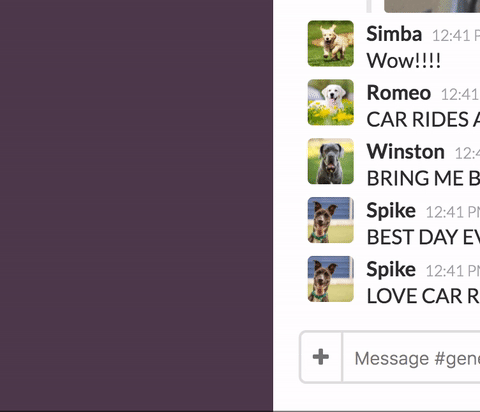 Simba 12:41 P
Wow!!!!
Romeo 12:41
CAR RIDES A
Winston 12:4
BRING ME B
Spike 12:41 PM
BEST DAY EV
Spike 12:41 PM
LOVE CAR R
Message #gene